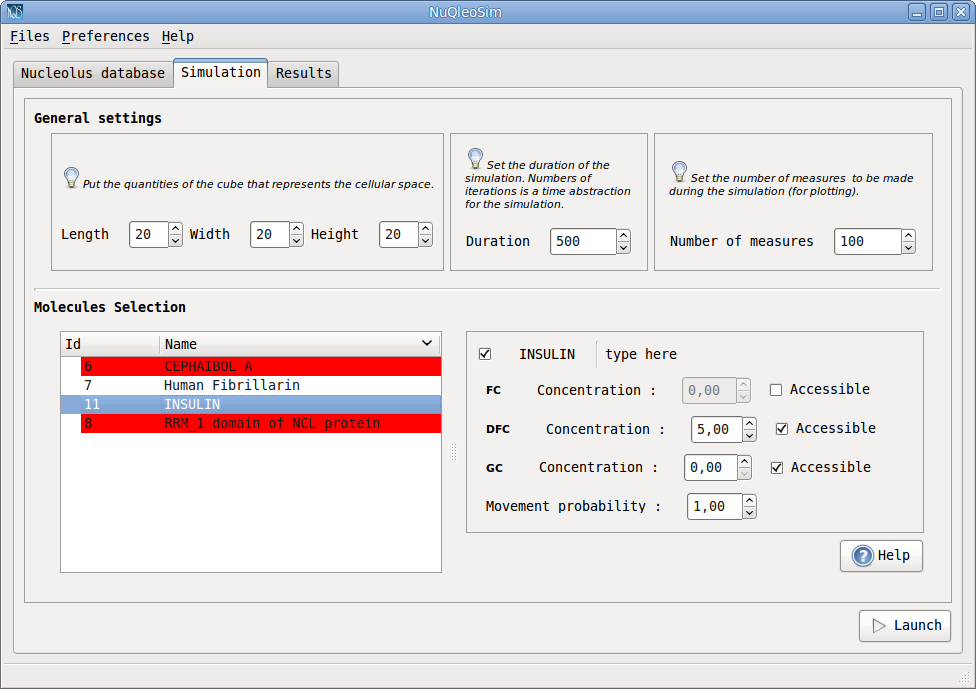 NQS
NuQleoSim
Files Preferences Help
Nucleolus database Simulation Results
General settings
Put the quantities of the cube that represents the cellular space.
Length 20 Width 20 Height 20
Set the duration of the
simulation. Numbers of
iterations is a time abstraction
for the simulation.
Duration 500
Set the number of measures to be made
during the simulation (for plotting).
Number of measures 100
Molecules Selection
Id Name
6 CEPHAIBOL A
7 Human Fibrillarin
11 INSULIN
8 RRM 1 domain of NCL protein
INSULIN type here
FC Concentration : 0,00 Accessible
DFC Concentration : 5,00 Accessible
GC Concentration : 0,00 Accessible
Movement probability : 1,00
Help
Launch